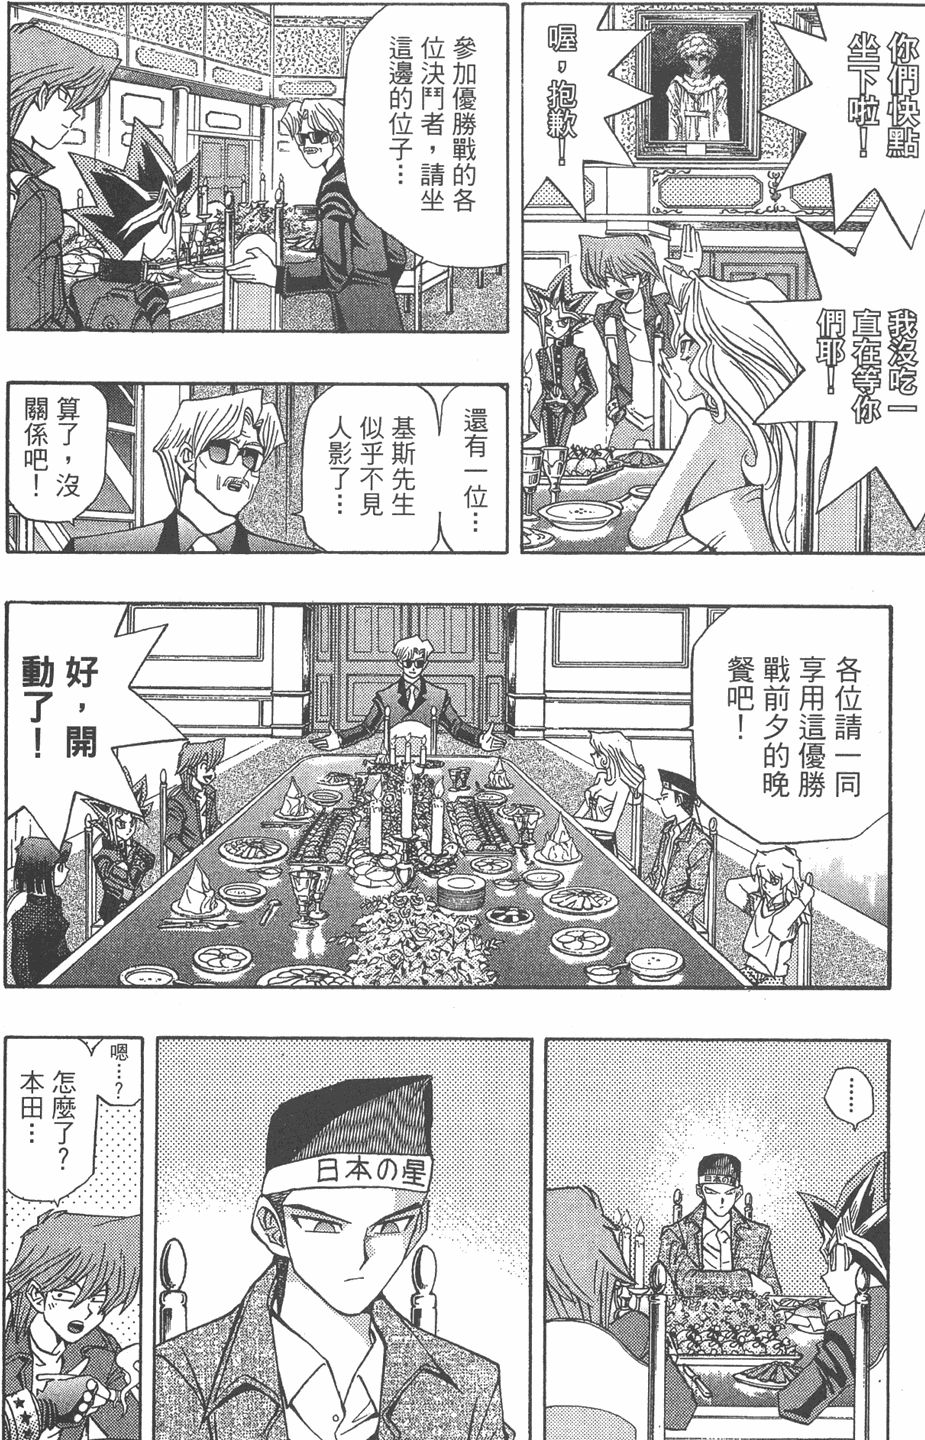 你們快點
坐下啦！
喔，抱歉！
我沒吃一
直在等你
們耶！
參加優勝戰的各
位決鬥者，請坐
這邊的位子…
還有一位…
基斯先生
似乎不見
人影了…
算了，沒
關係吧！
各位請一同
享用這優勝
戰前夕的晚
餐吧！
好，開
動了！
……
日本の星
日本の星
嗯…？
怎麼了？
本田…